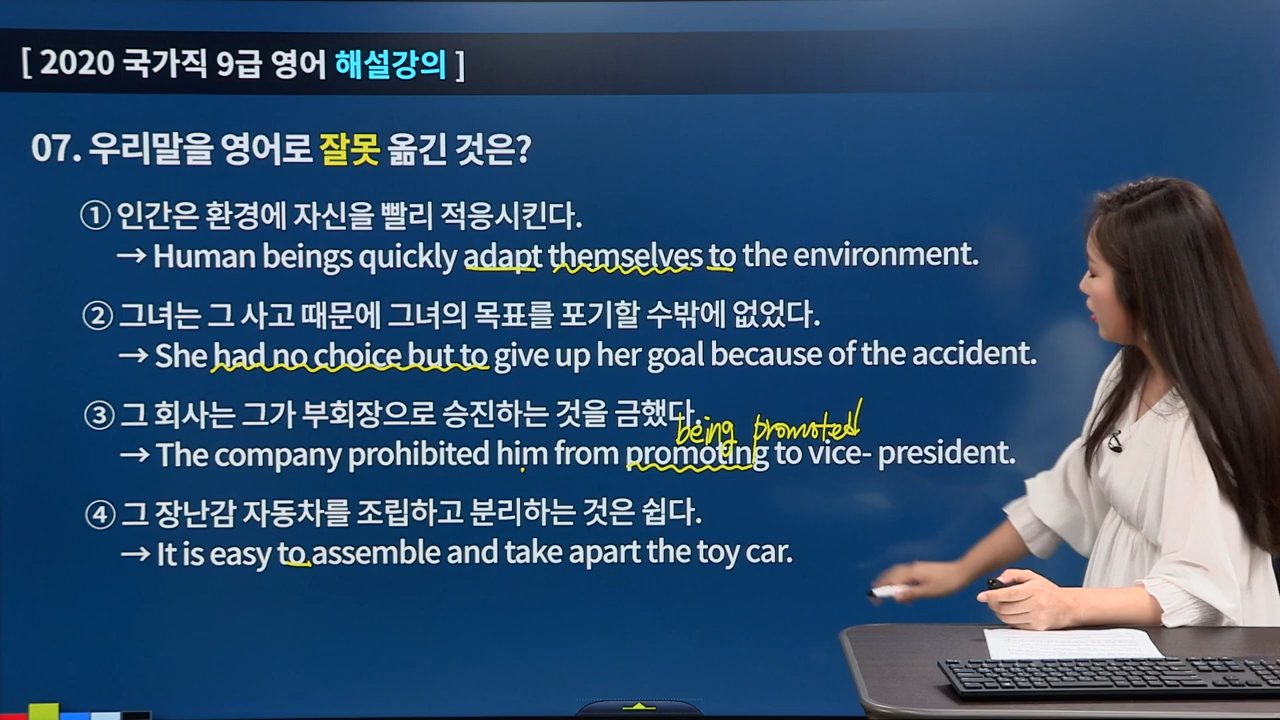 [ 2020 국가직 9급 영어 해설강의 ]
07. 우리말을 영어로 잘못 옮긴 것은?
① 인간은 환경에 자신을 빨리 적응시킨다.
→ Human beings quickly adapt themselves to the environment.
② 그녀는 그 사고 때문에 그녀의 목표를 포기할 수밖에 없었다.
→ She had no choice but to give up her goal because of the accident.
③ 그 회사는 그가 부회장으로 승진하는 것을 금했다.
being promoted
→ The company prohibited him from promoting to vice- president.
④ 그 장난감 자동차를 조립하고 분리하는 것은 쉽다.
→ It is easy to assemble and take apart the toy car.